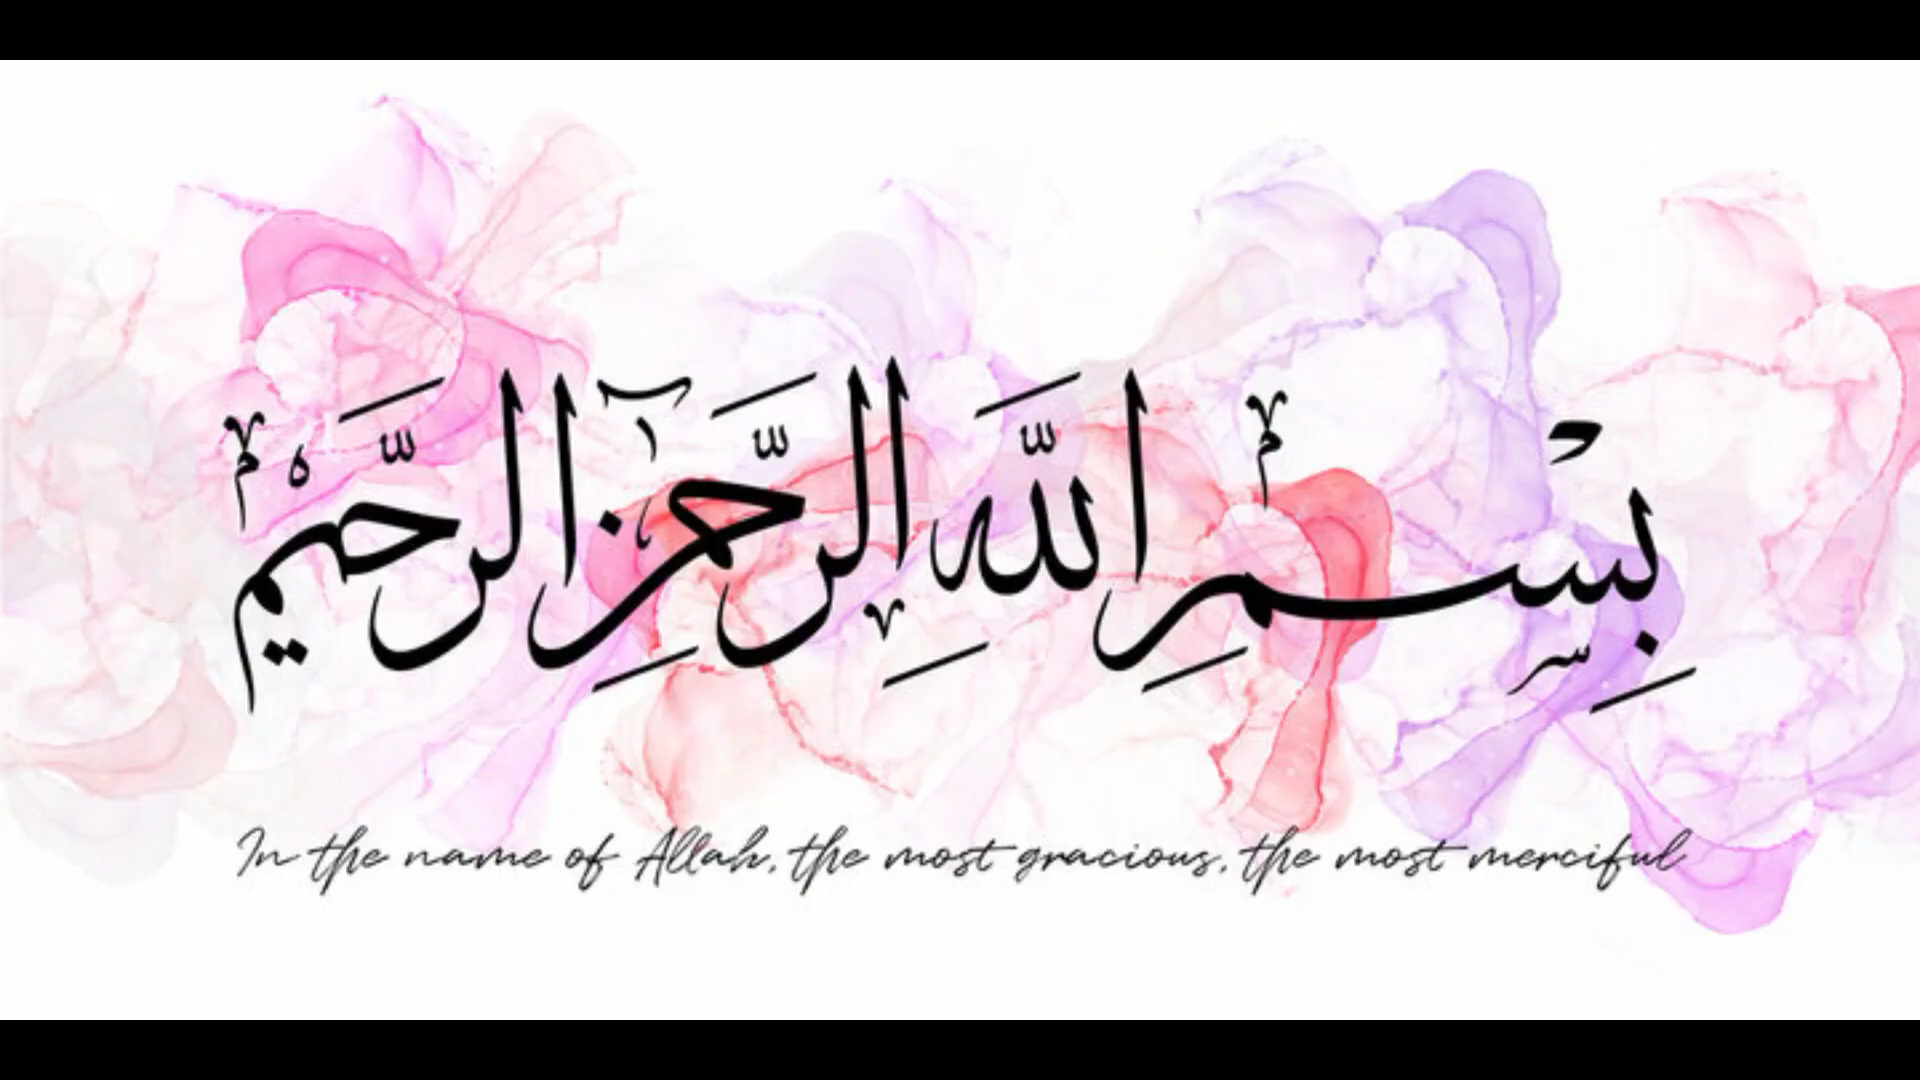 بِسْمِ اللَّهِ الرَّحْمٰنِ الرَّحِيمِ
In the name of Allah, the most gracious, the most merciful